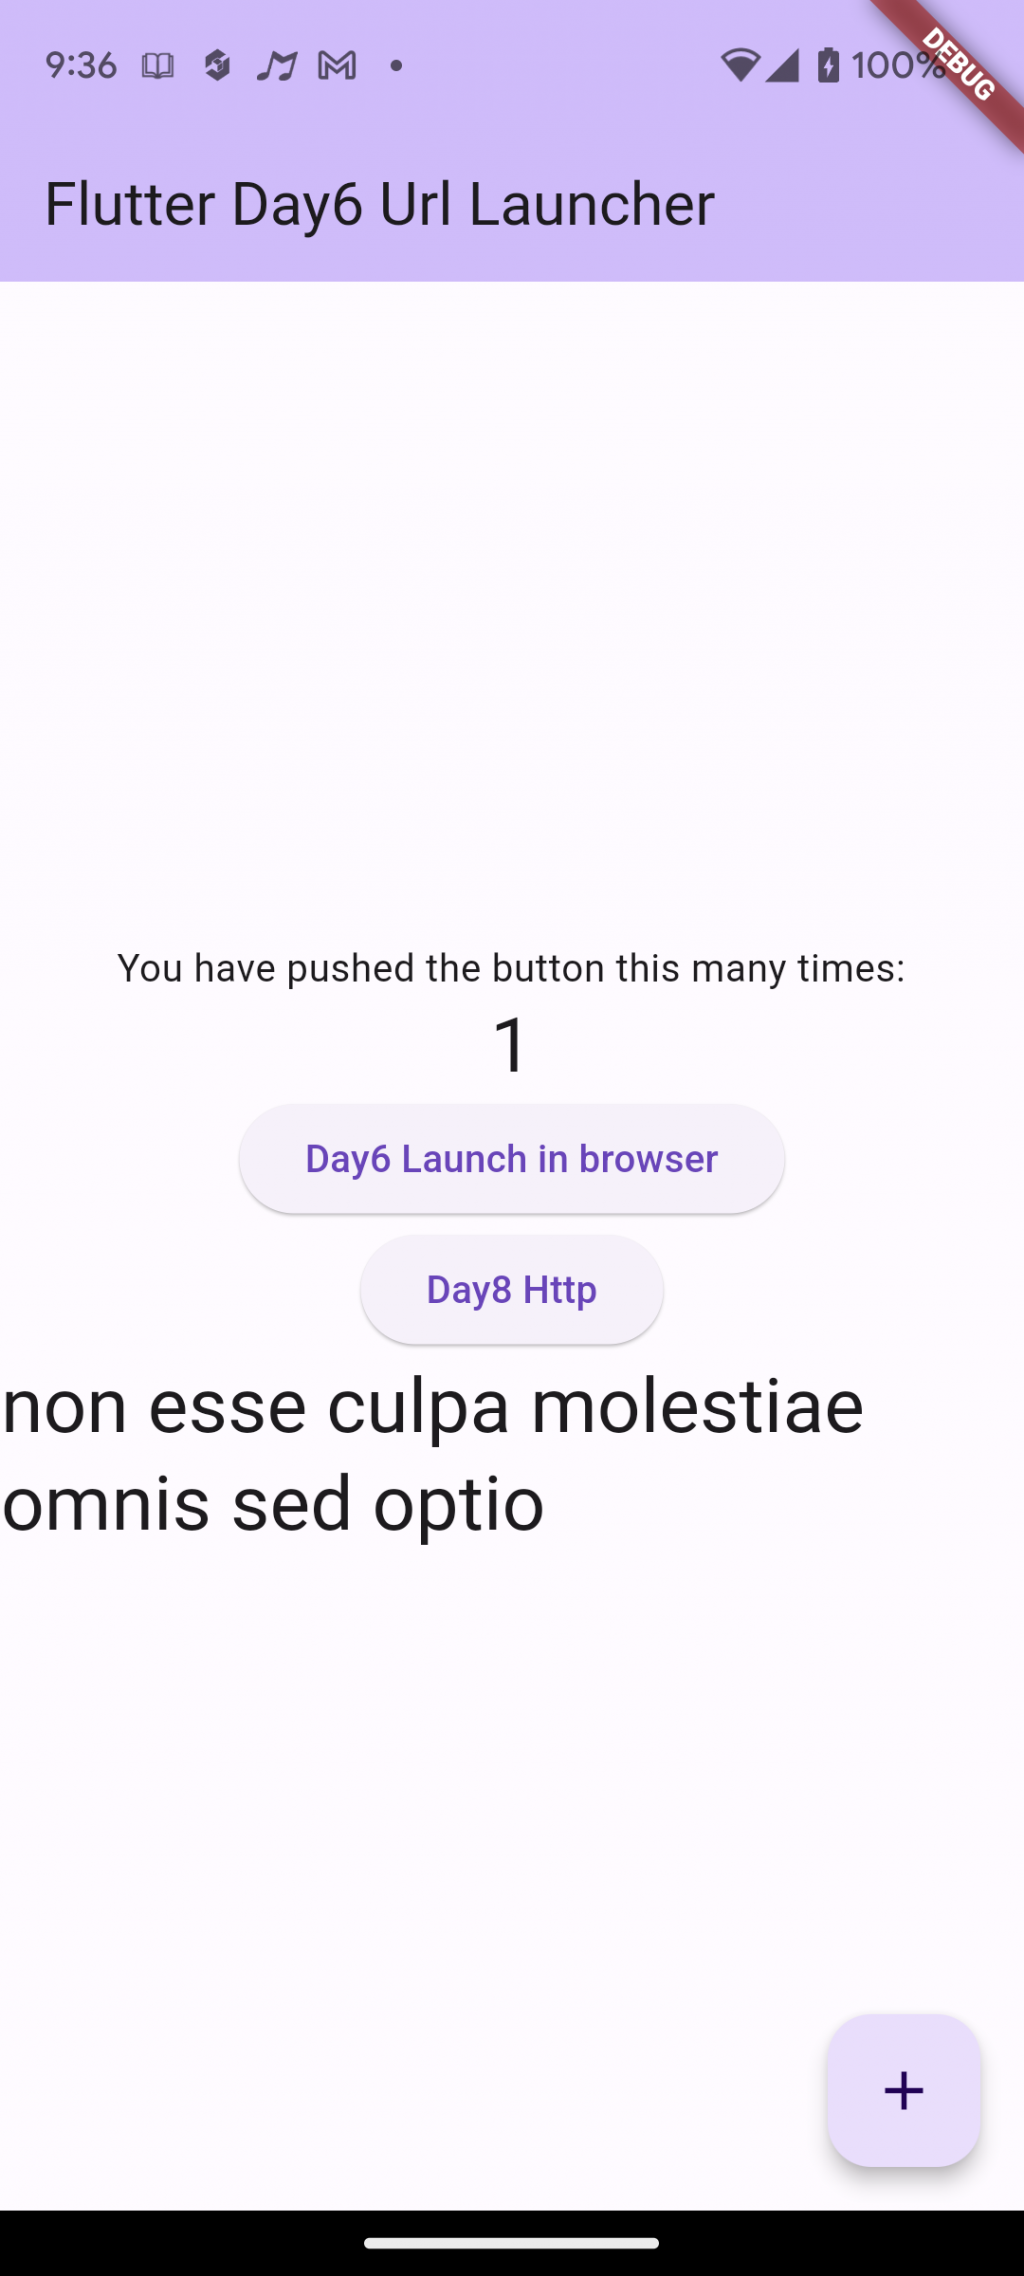 9:36
100%
DEBUG
Flutter Day6 Url Launcher
You have pushed the button this many times:
1
Day6 Launch in browser
Day8 Http
non esse culpa molestiae
omnis sed optio